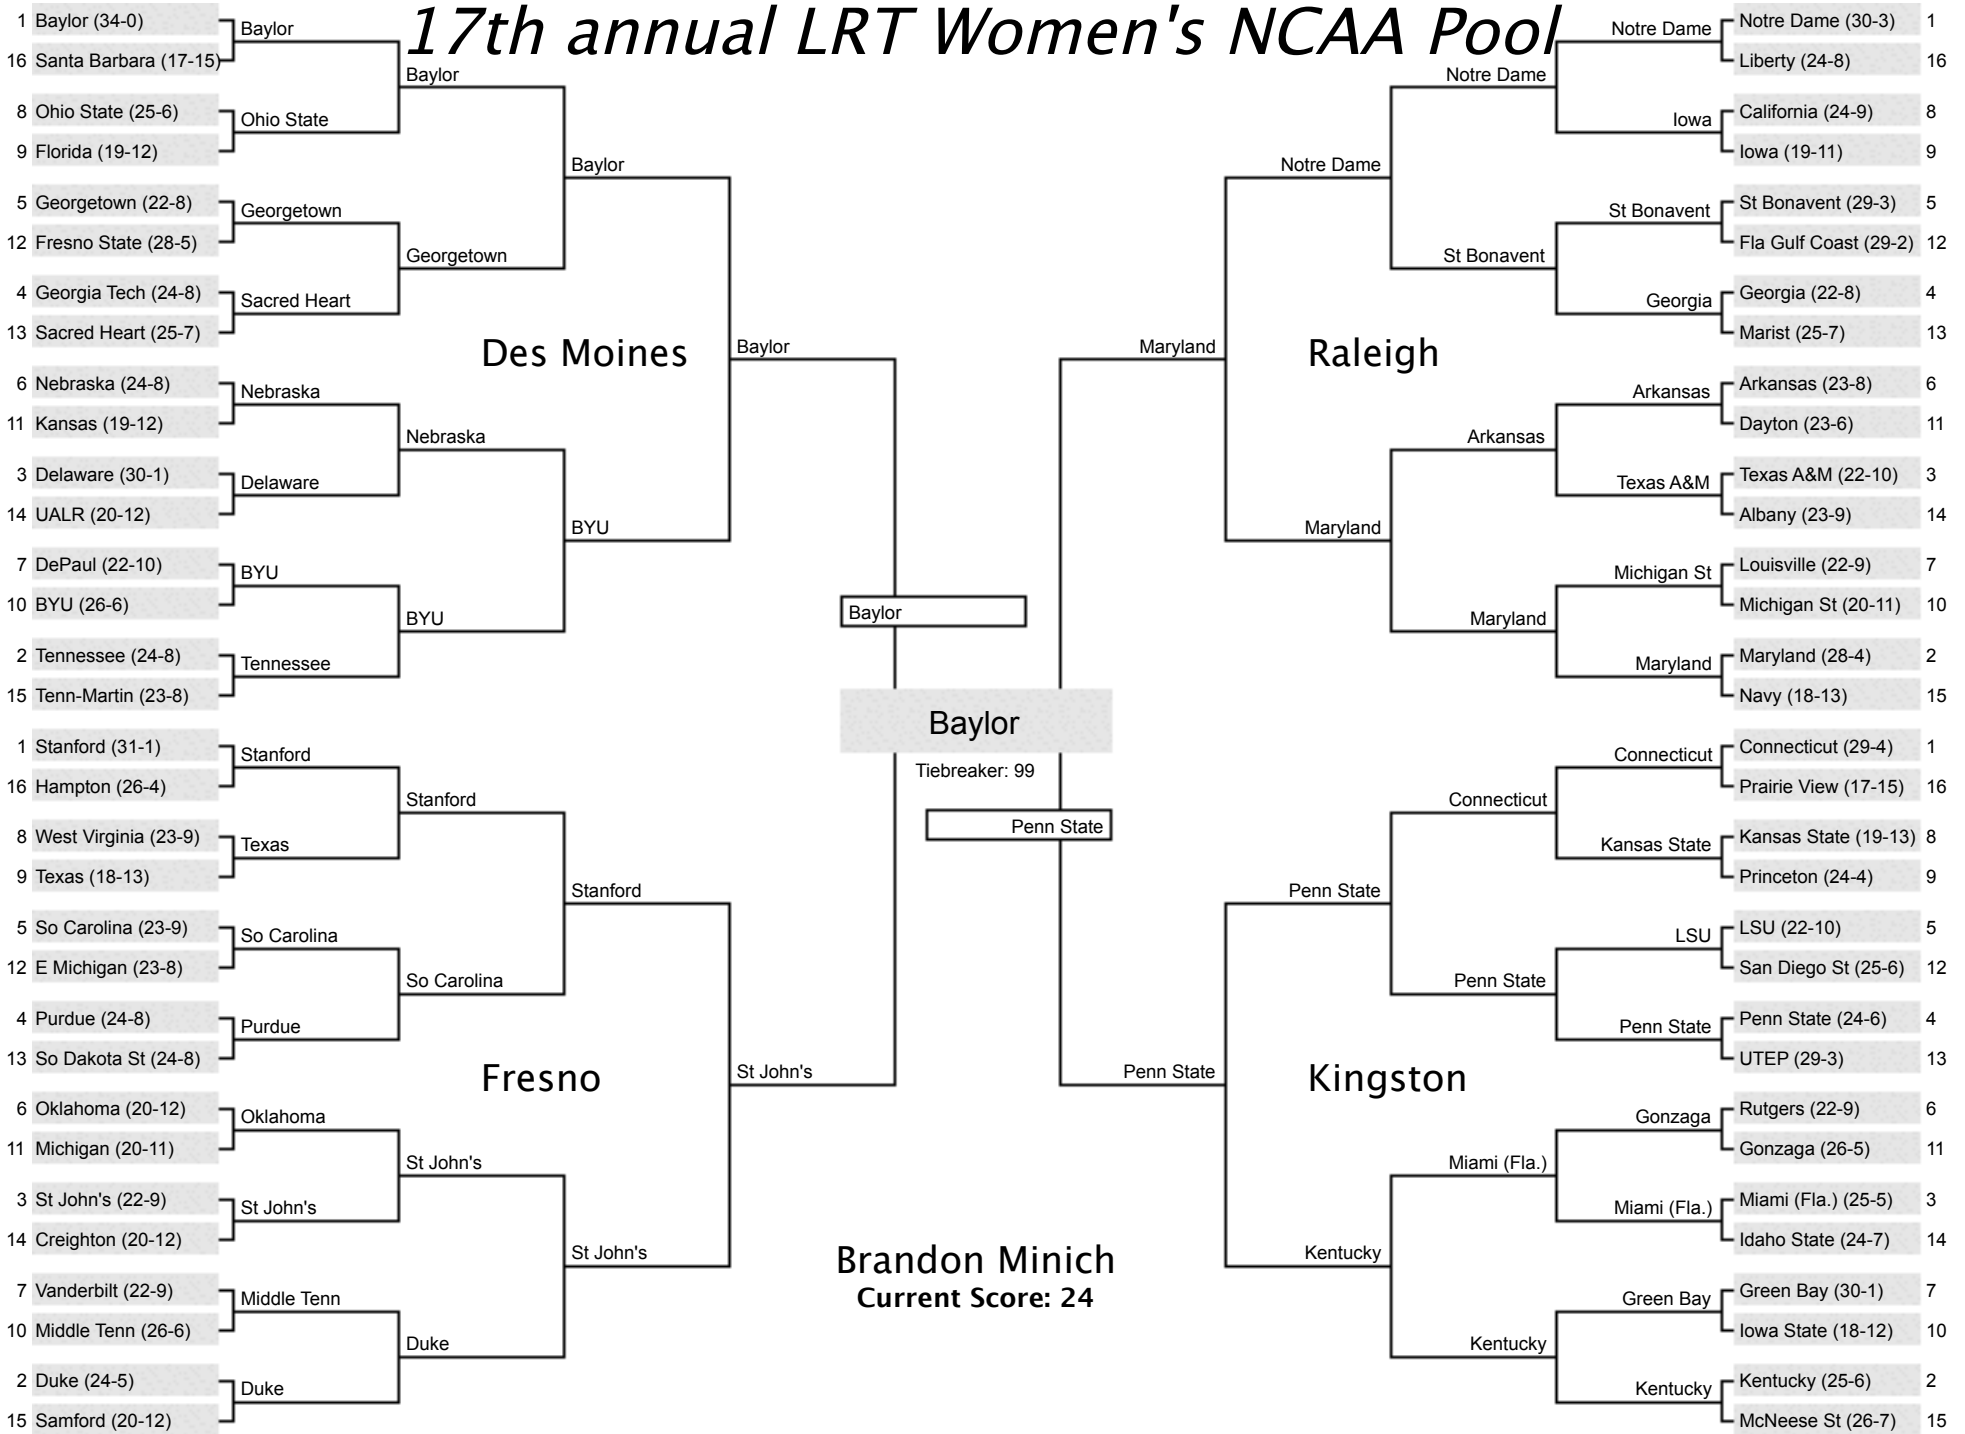 17th annual LRT Women's NCAA Pool
1 Baylor (34-0)
16 Santa Barbara (17-15)
8 Ohio State (25-6)
9 Florida (19-12)
5 Georgetown (22-8)
12 Fresno State (28-5)
4 Georgia Tech (24-8)
13 Sacred Heart (25-7)
6 Nebraska (24-8)
11 Kansas (19-12)
3 Delaware (30-1)
14 UALR (20-12)
7 DePaul (22-10)
10 BYU (26-6)
2 Tennessee (24-8)
15 Tenn-Martin (23-8)
1 Stanford (31-1)
16 Hampton (26-4)
8 West Virginia (23-9)
9 Texas (18-13)
5 So Carolina (23-9)
12 E Michigan (23-8)
4 Purdue (24-8)
13 So Dakota St (24-8)
6 Oklahoma (20-12)
11 Michigan (20-11)
3 St John's (22-9)
14 Creighton (20-12)
7 Vanderbilt (22-9)
10 Middle Tenn (26-6)
2 Duke (24-5)
15 Samford (20-12)
Baylor
Ohio State
Georgetown
Sacred Heart
Nebraska
Delaware
BYU
Tennessee
Stanford
Texas
So Carolina
Purdue
Oklahoma
St John's
Middle Tenn
Duke
Baylor
Georgetown
Nebraska
BYU
Stanford
So Carolina
St John's
Duke
Baylor
BYU
Stanford
St John's
Des Moines
Fresno
Baylor
St John's
Baylor
Baylor
Tiebreaker: 99
Penn State
Brandon Minich
Current Score: 24
Maryland
Penn State
Raleigh
Kingston
Notre Dame
Maryland
Penn State
Kentucky
Notre Dame
St Bonavent
Arkansas
Maryland
Connecticut
Penn State
Miami (Fla.)
Kentucky
Notre Dame
Iowa
St Bonavent
Georgia
Arkansas
Texas A&M
Michigan St
Maryland
Connecticut
Kansas State
LSU
Penn State
Gonzaga
Miami (Fla.)
Green Bay
Kentucky
Notre Dame (30-3) 1
Liberty (24-8) 16
California (24-9) 8
Iowa (19-11) 9
St Bonavent (29-3) 5
Fla Gulf Coast (29-2) 12
Georgia (22-8) 4
Marist (25-7) 13
Arkansas (23-8) 6
Dayton (23-6) 11
Texas A&M (22-10) 3
Albany (23-9) 14
Louisville (22-9) 7
Michigan St (20-11) 10
Maryland (28-4) 2
Navy (18-13) 15
Connecticut (29-4) 1
Prairie View (17-15) 16
Kansas State (19-13) 8
Princeton (24-4) 9
LSU (22-10) 5
San Diego St (25-6) 12
Penn State (24-6) 4
UTEP (29-3) 13
Rutgers (22-9) 6
Gonzaga (26-5) 11
Miami (Fla.) (25-5) 3
Idaho State (24-7) 14
Green Bay (30-1) 7
Iowa State (18-12) 10
Kentucky (25-6) 2
McNeese St (26-7) 15